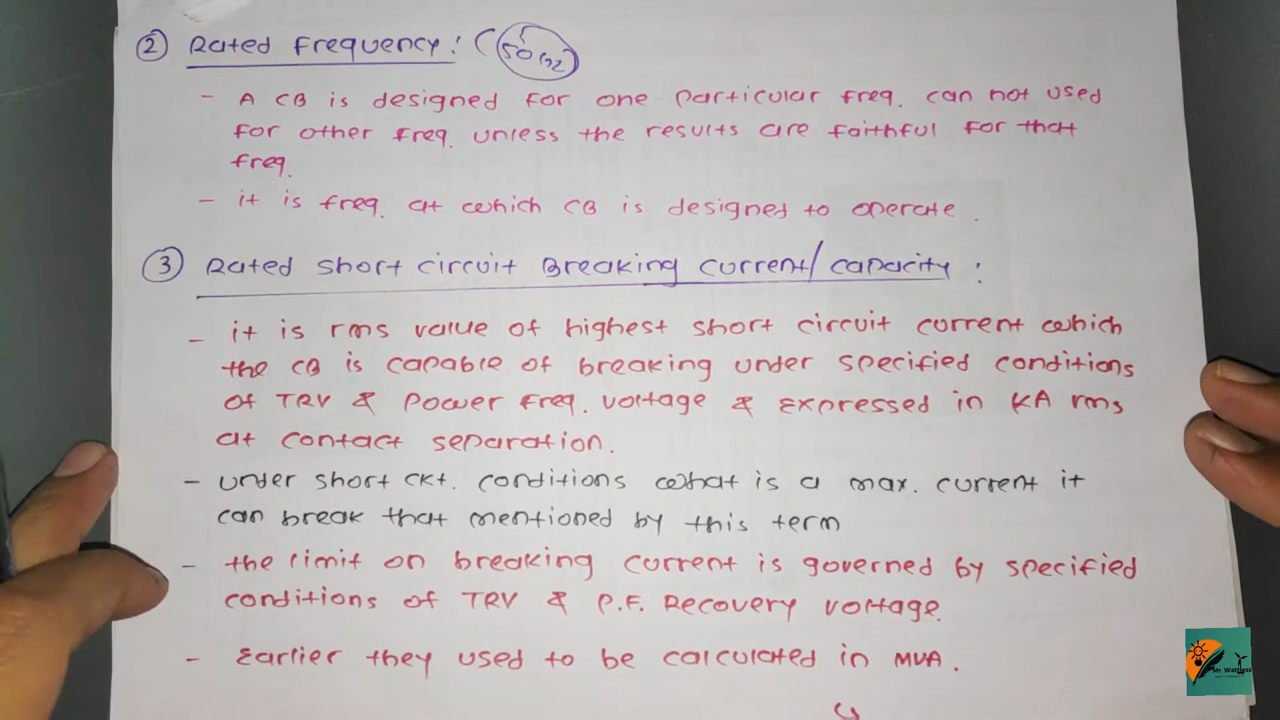 ② Rated Frequency : (50Hz)
- A CB is designed for one particular freq. can not used
for other freq. unless the results are faithful for that
freq.
- it is freq. at which CB is designed to operate.
③ Rated short circuit Breaking current/capacity :
- it is rms value of highest short circuit current which
the CB is capable of breaking under specified conditions
of TRV & Power freq. voltage & Expressed in KA rms
at contact separation.
- under short ckt. conditions what is a max. current it
can break that mentioned by this term
- the limit on breaking current is governed by specified
conditions of TRV & P.F. Recovery voltage.
- Earlier they used to be calculated in MVA.
Mr. Wattless